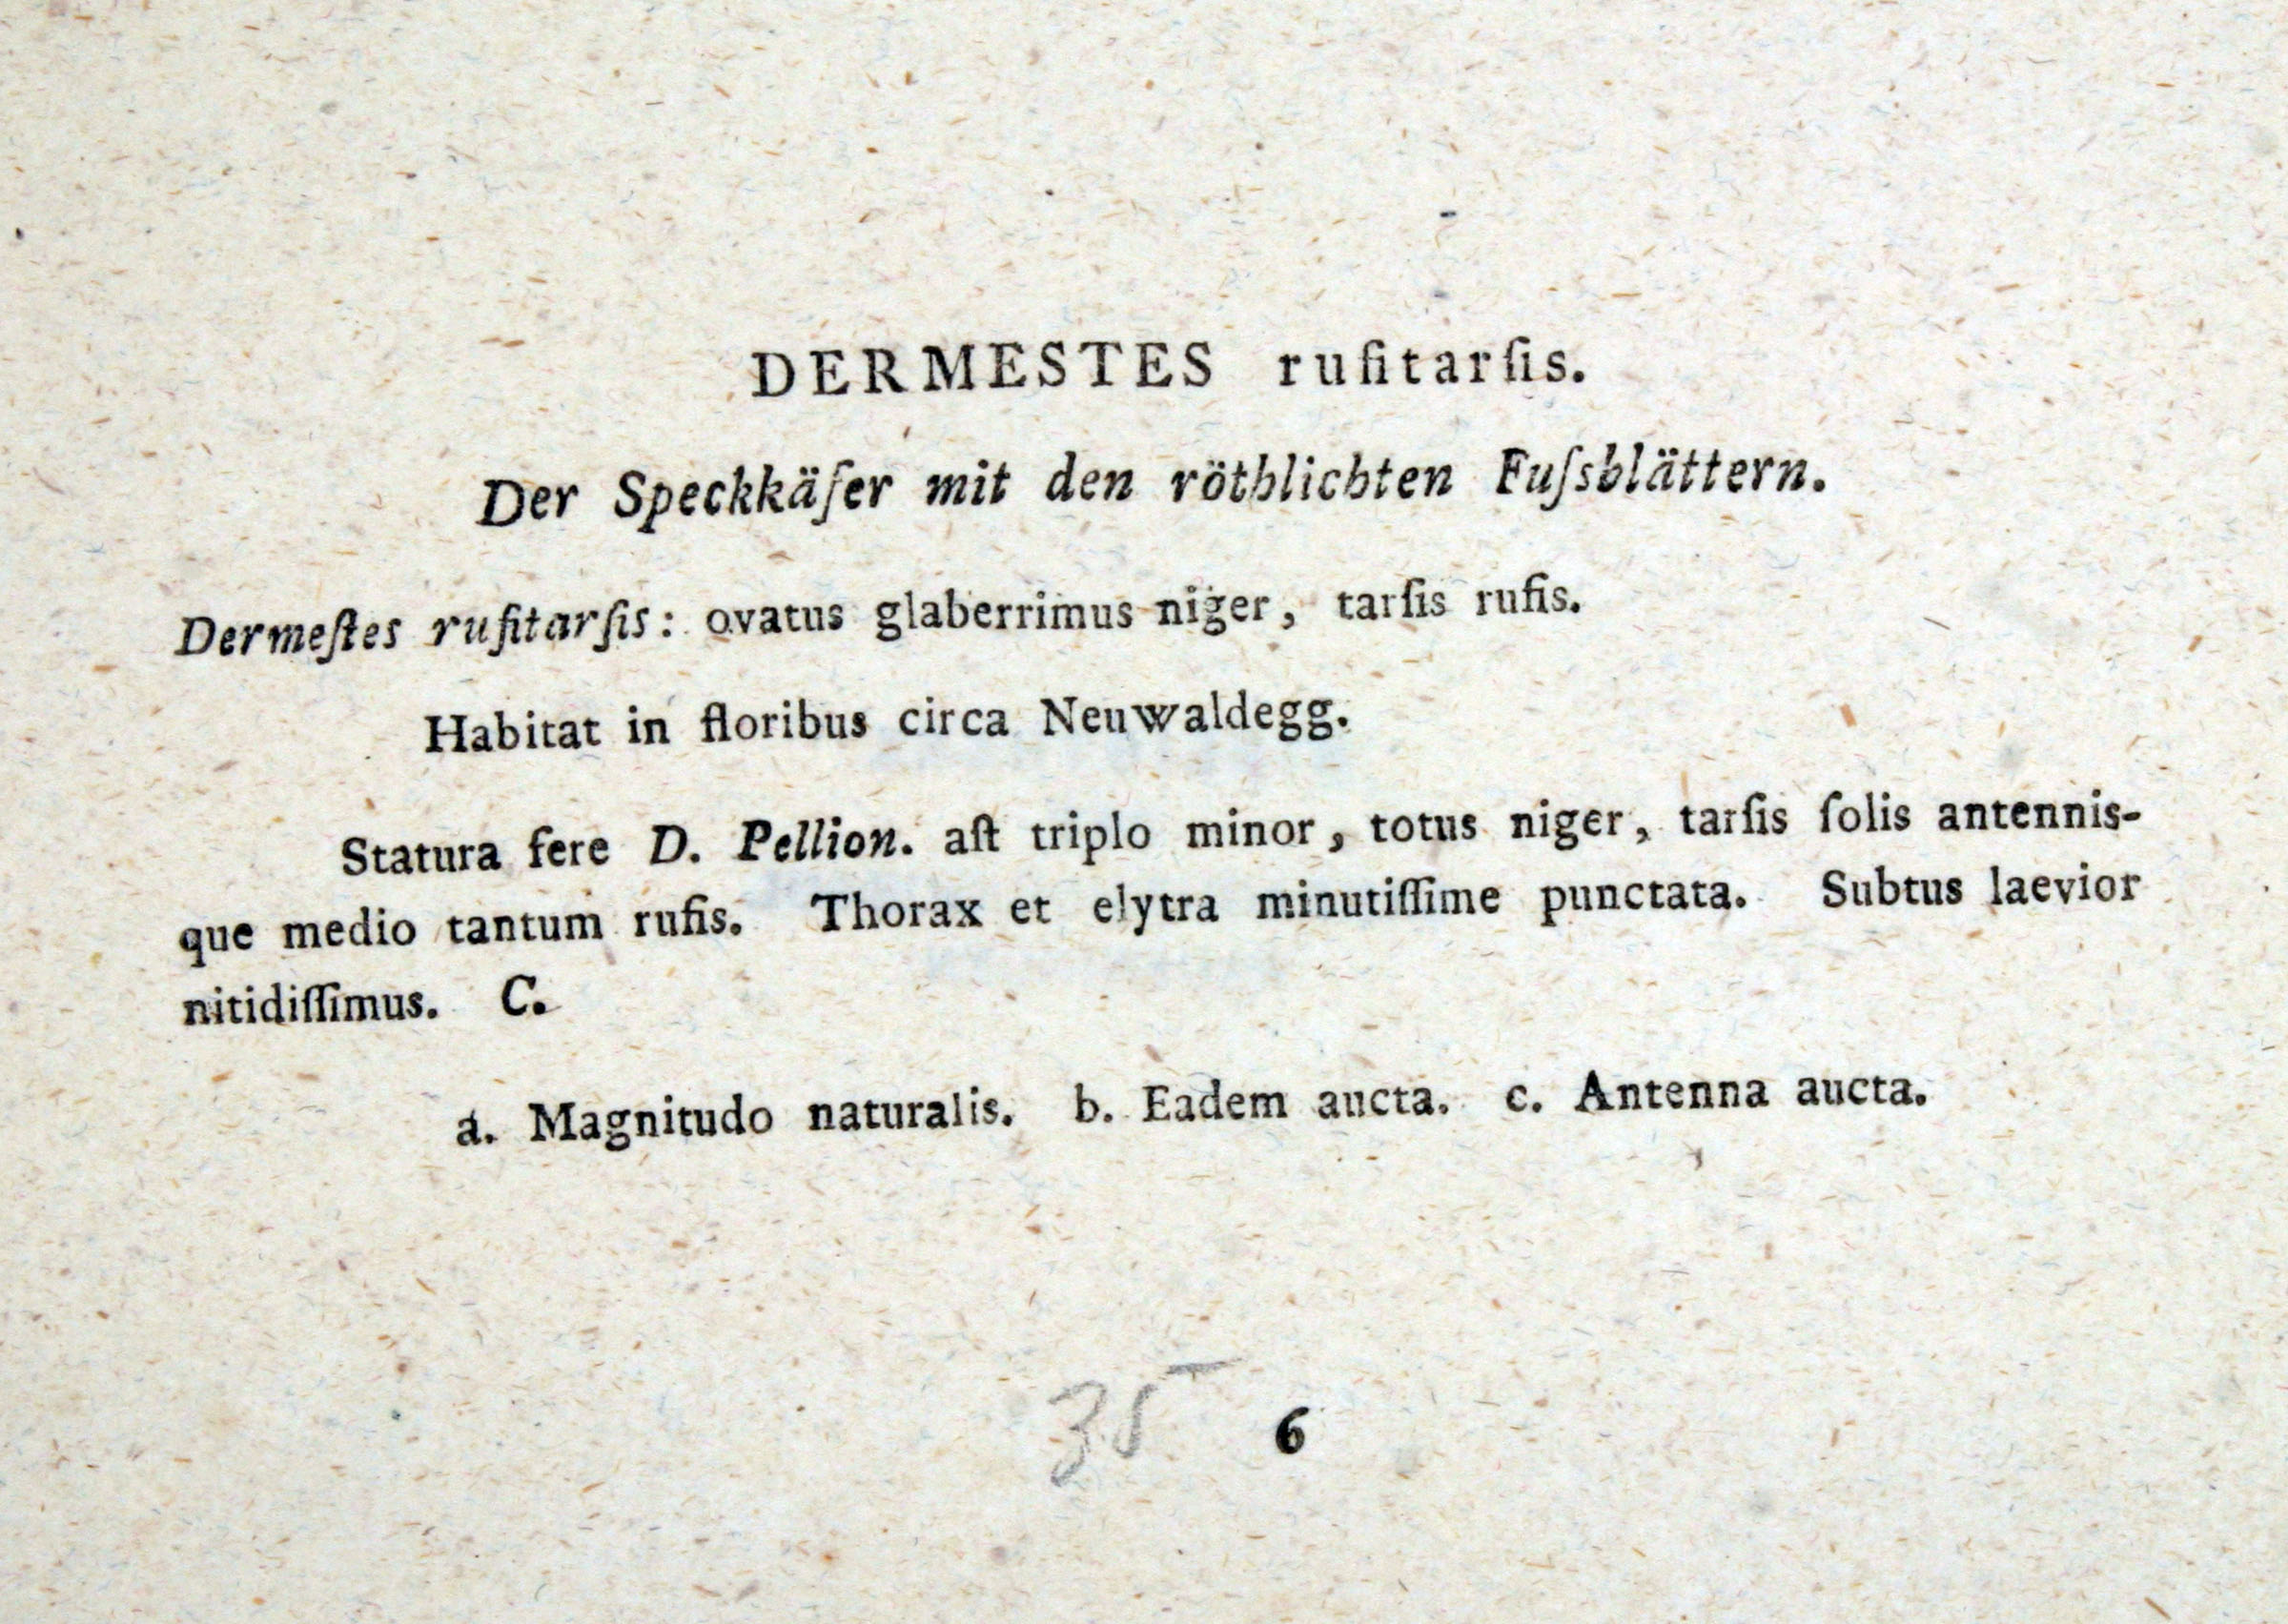 DERMESTES rufitarſis.
Der Speckkäſer mit den röthlichten Fuſsblättern.
Dermeſtes rufitarſis: ovatus glaberrimus niger, tarſis rufis.
Habitat in floribus circa Neuwaldegg.
Statura fere D. Pellion. aſt triplo minor, totus niger, tarſis ſolis antennis-
que medio tantum rufis. Thorax et elytra minutiſſime punctata. Subtus laevior
nitidiſſimus. C.
a. Magnitudo naturalis. b. Eadem aucta. c. Antenna aucta.
35 6